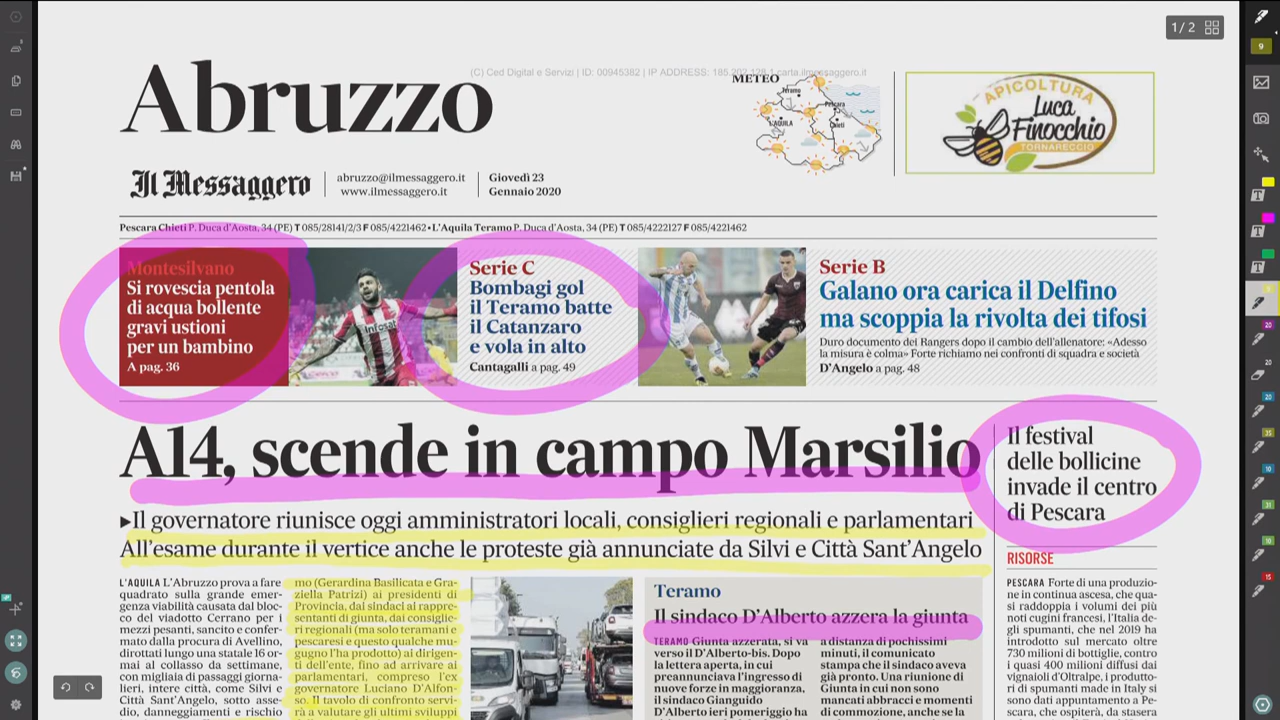 1/ 2
(C) Ced Digital e Servizi | ID: 00945382 | IP ADDRESS: 185.202.128.1 carta.ilmessaggero.it
Abruzzo
METEO
Teramo
Pescara
L'AQUILA
Chieti
APICOLTURA
Luca
Finocchio
TORNARECCIO
Il Messaggero
abruzzo@ilmessaggero.it
www.ilmessaggero.it
Giovedì 23
Gennaio 2020
Pescara Chieti P. Duca d'Aosta, 34 (PE) T 085/28141/2/3 F 085/4221462 • L'Aquila Teramo P. Duca d'Aosta, 34 (PE) T 085/4222127 F 085/4221462
Montesilvano
Si rovescia pentola
di acqua bollente
gravi ustioni
per un bambino
A pag. 36
Infosat
Serie C
Bombagi gol
il Teramo batte
il Catanzaro
e vola in alto
Cantagalli a pag. 49
Serie B
Galano ora carica il Delfino
ma scoppia la rivolta dei tifosi
Duro documento dei Rangers dopo il cambio dell'allenatore: «Adesso
la misura è colma» Forte richiamo nei confronti di squadra e società
D'Angelo a pag. 48
A14, scende in campo Marsilio
▶Il governatore riunisce oggi amministratori locali, consiglieri regionali e parlamentari
All'esame durante il vertice anche le proteste già annunciate da Silvi e Città Sant'Angelo
L'AQUILA L'Abruzzo prova a fare
quadrato sulla grande emer-
genza viabilità causata dal bloc-
co del viadotto Cerrano per i
mezzi pesanti, sancito e confer-
mato dalla procura di Avellino,
dirottati lungo una statale 16 or-
mai al collasso da settimane,
con migliaia di passaggi giorna-
lieri, intere città, come Silvi e
Città Sant'Angelo, sotto asse-
dio, danneggiamenti e rischio
mo (Gerardina Basilicata e Gra-
ziella Patrizi) ai presidenti di
Provincia, dai sindaci ai rappre-
sentanti di giunta, dai consiglie-
ri regionali (ma solo teramani e
pescaresi e questo qualche mu-
gugno l'ha prodotto) ai dirigen-
ti dell'ente, fino ad arrivare ai
parlamentari, compreso l'ex
governatore Luciano D'Alfon-
so. Il tavolo di confronto servi-
rà a valutare gli ultimi sviluppi
Teramo
Il sindaco D'Alberto azzera la giunta
TERAMO Giunta azzerata, si va
verso il D'Alberto-bis. Dopo
la lettera aperta, in cui
preannunciava l'ingresso di
nuove forze in maggioranza,
il sindaco Gianguido
D'Alberto ieri pomeriggio ha
a distanza di pochissimi
minuti, il comunicato
stampa che il sindaco aveva
già pronto. Una riunione di
Giunta in cui non sono
mancati abbracci e momenti
di commozione, anche se la
Il festival
delle bollicine
invade il centro
di Pescara
RISORSE
PESCARA Forte di una produzio-
ne in continua ascesa, che qua-
si raddoppia i volumi dei più
noti cugini francesi, l'Italia de-
gli spumanti, che nel 2019 ha
introdotto sul mercato oltre
730 milioni di bottiglie, contro
i quasi 400 milioni diffusi dai
vignaioli d'Oltralpe, i produtto-
ri di spumanti made in Italy si
sono dati appuntamento a Pe-
scara, che ospiterà, da stasera